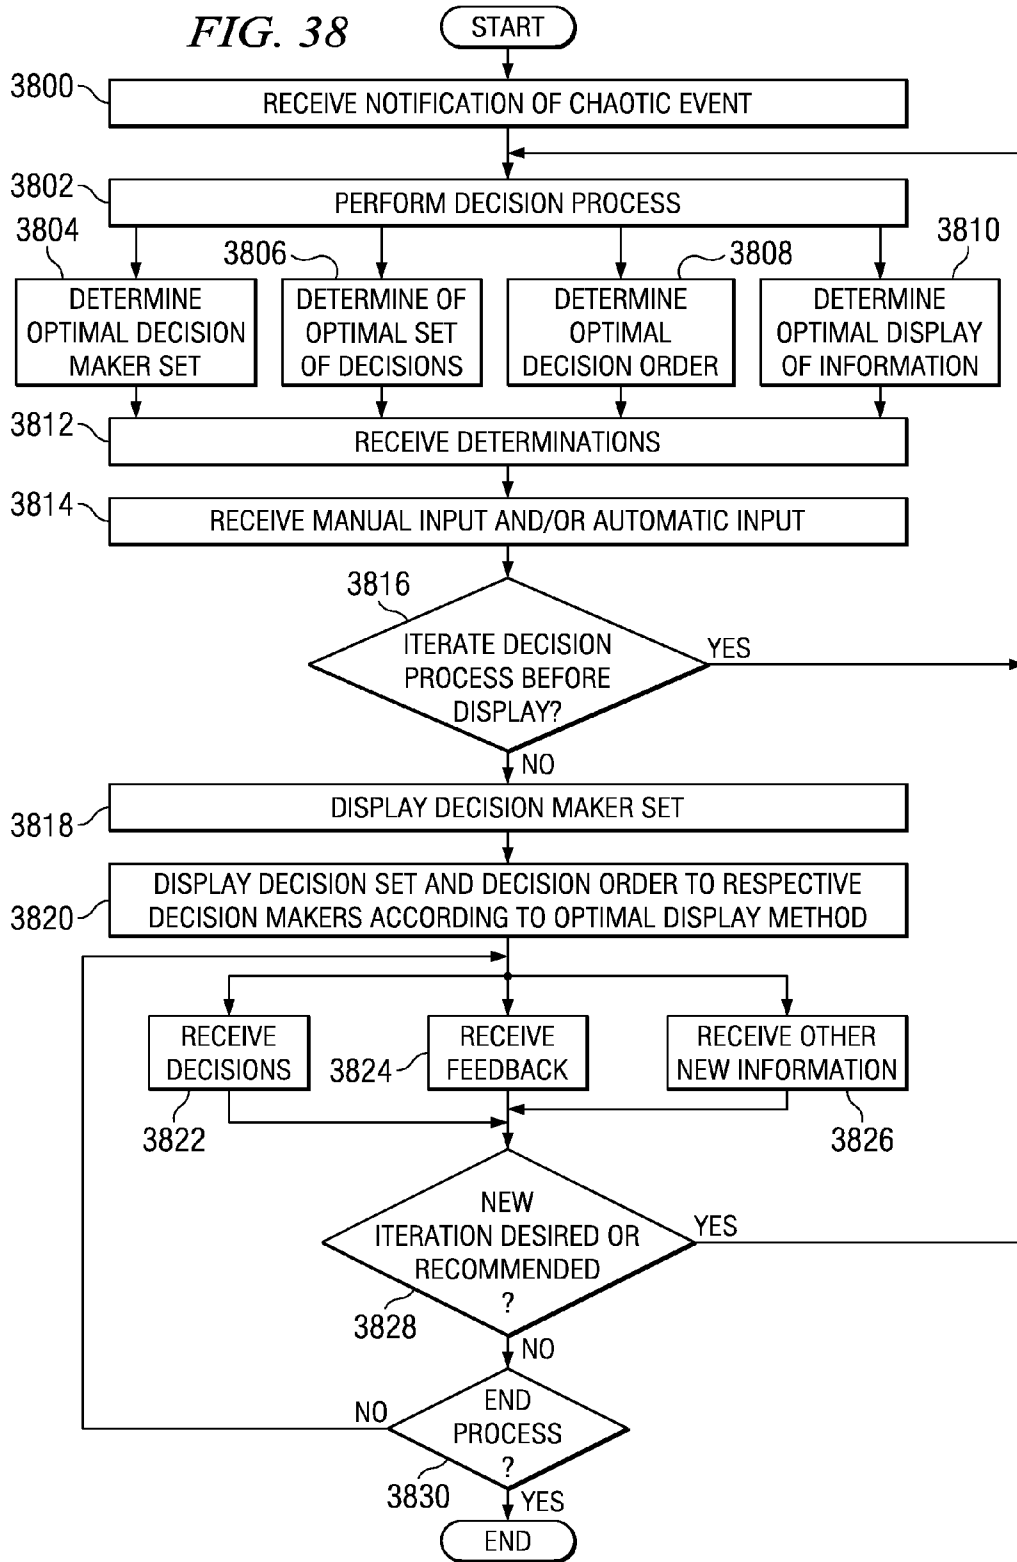 FIG. 38
START
3800
RECEIVE NOTIFICATION OF CHAOTIC EVENT
3802
PERFORM DECISION PROCESS
3804
DETERMINE
OPTIMAL DECISION
MAKER SET
3806
DETERMINE OF
OPTIMAL SET
OF DECISIONS
3808
DETERMINE
OPTIMAL
DECISION ORDER
3810
DETERMINE
OPTIMAL DISPLAY
OF INFORMATION
3812
RECEIVE DETERMINATIONS
3814
RECEIVE MANUAL INPUT AND/OR AUTOMATIC INPUT
3816
ITERATE DECISION
PROCESS BEFORE
DISPLAY?
YES
NO
3818
DISPLAY DECISION MAKER SET
3820
DISPLAY DECISION SET AND DECISION ORDER TO RESPECTIVE
DECISION MAKERS ACCORDING TO OPTIMAL DISPLAY METHOD
RECEIVE
DECISIONS
3822
3824
RECEIVE
FEEDBACK
RECEIVE OTHER
NEW INFORMATION
3826
NEW
ITERATION DESIRED OR
RECOMMENDED
?
3828
YES
NO
END
PROCESS
?
3830
NO
YES
END